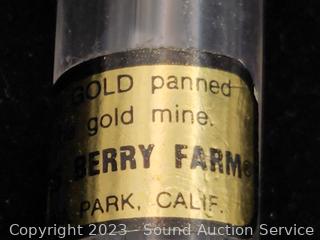 GOLD panned
gold mine.
BERRY FARM®
PARK, CALIF.
Copyright © 2023 - Sound Auction Service